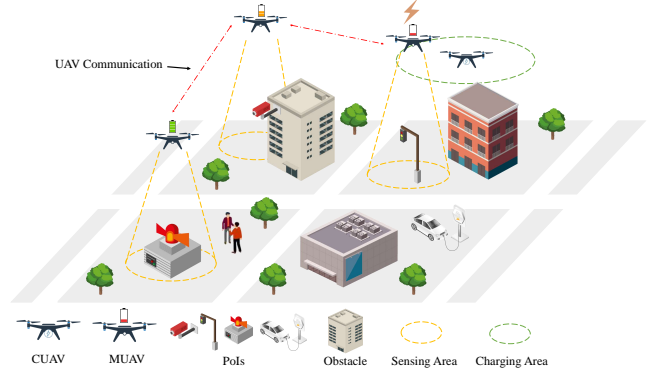 UAV Communication
CUAV
MUAV
PoIs
Obstacle
Sensing Area
Charging Area